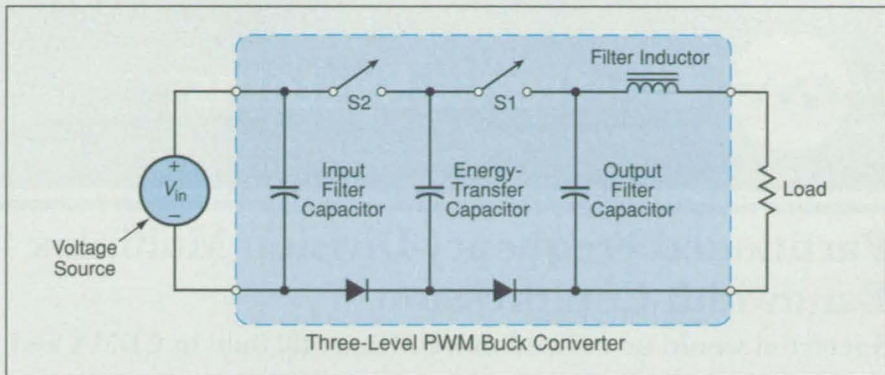 Filter Inductor
S2
S1
+
V in
−
Input
Filter
Capacitor
Energy-
Transfer
Capacitor
Output
Filter
Capacitor
Load
Voltage
Source
Three-Level PWM Buck Converter